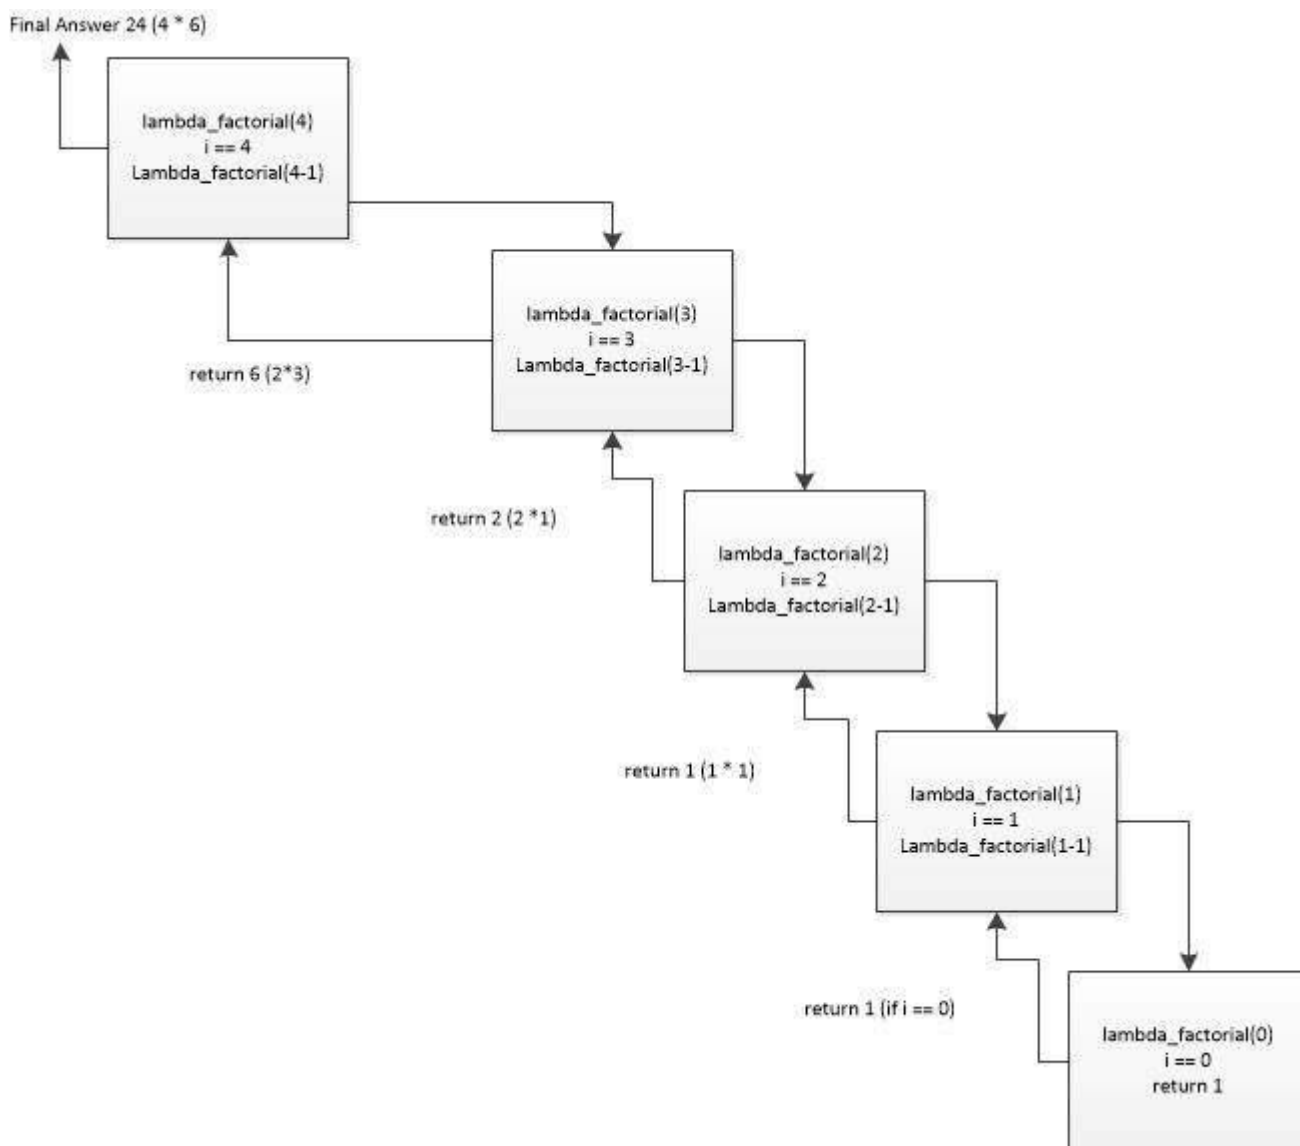 Final Answer 24 (4 * 6)
lambda_factorial(4)
i == 4
Lambda_factorial(4-1)
lambda_factorial(3)
i == 3
Lambda_factorial(3-1)
return 6 (2*3)
return 2 (2 *1)
lambda_factorial(2)
i == 2
Lambda_factorial(2-1)
return 1 (1 * 1)
lambda_factorial(1)
i == 1
Lambda_factorial(1-1)
return 1 (if i == 0)
lambda_factorial(0)
i == 0
return 1